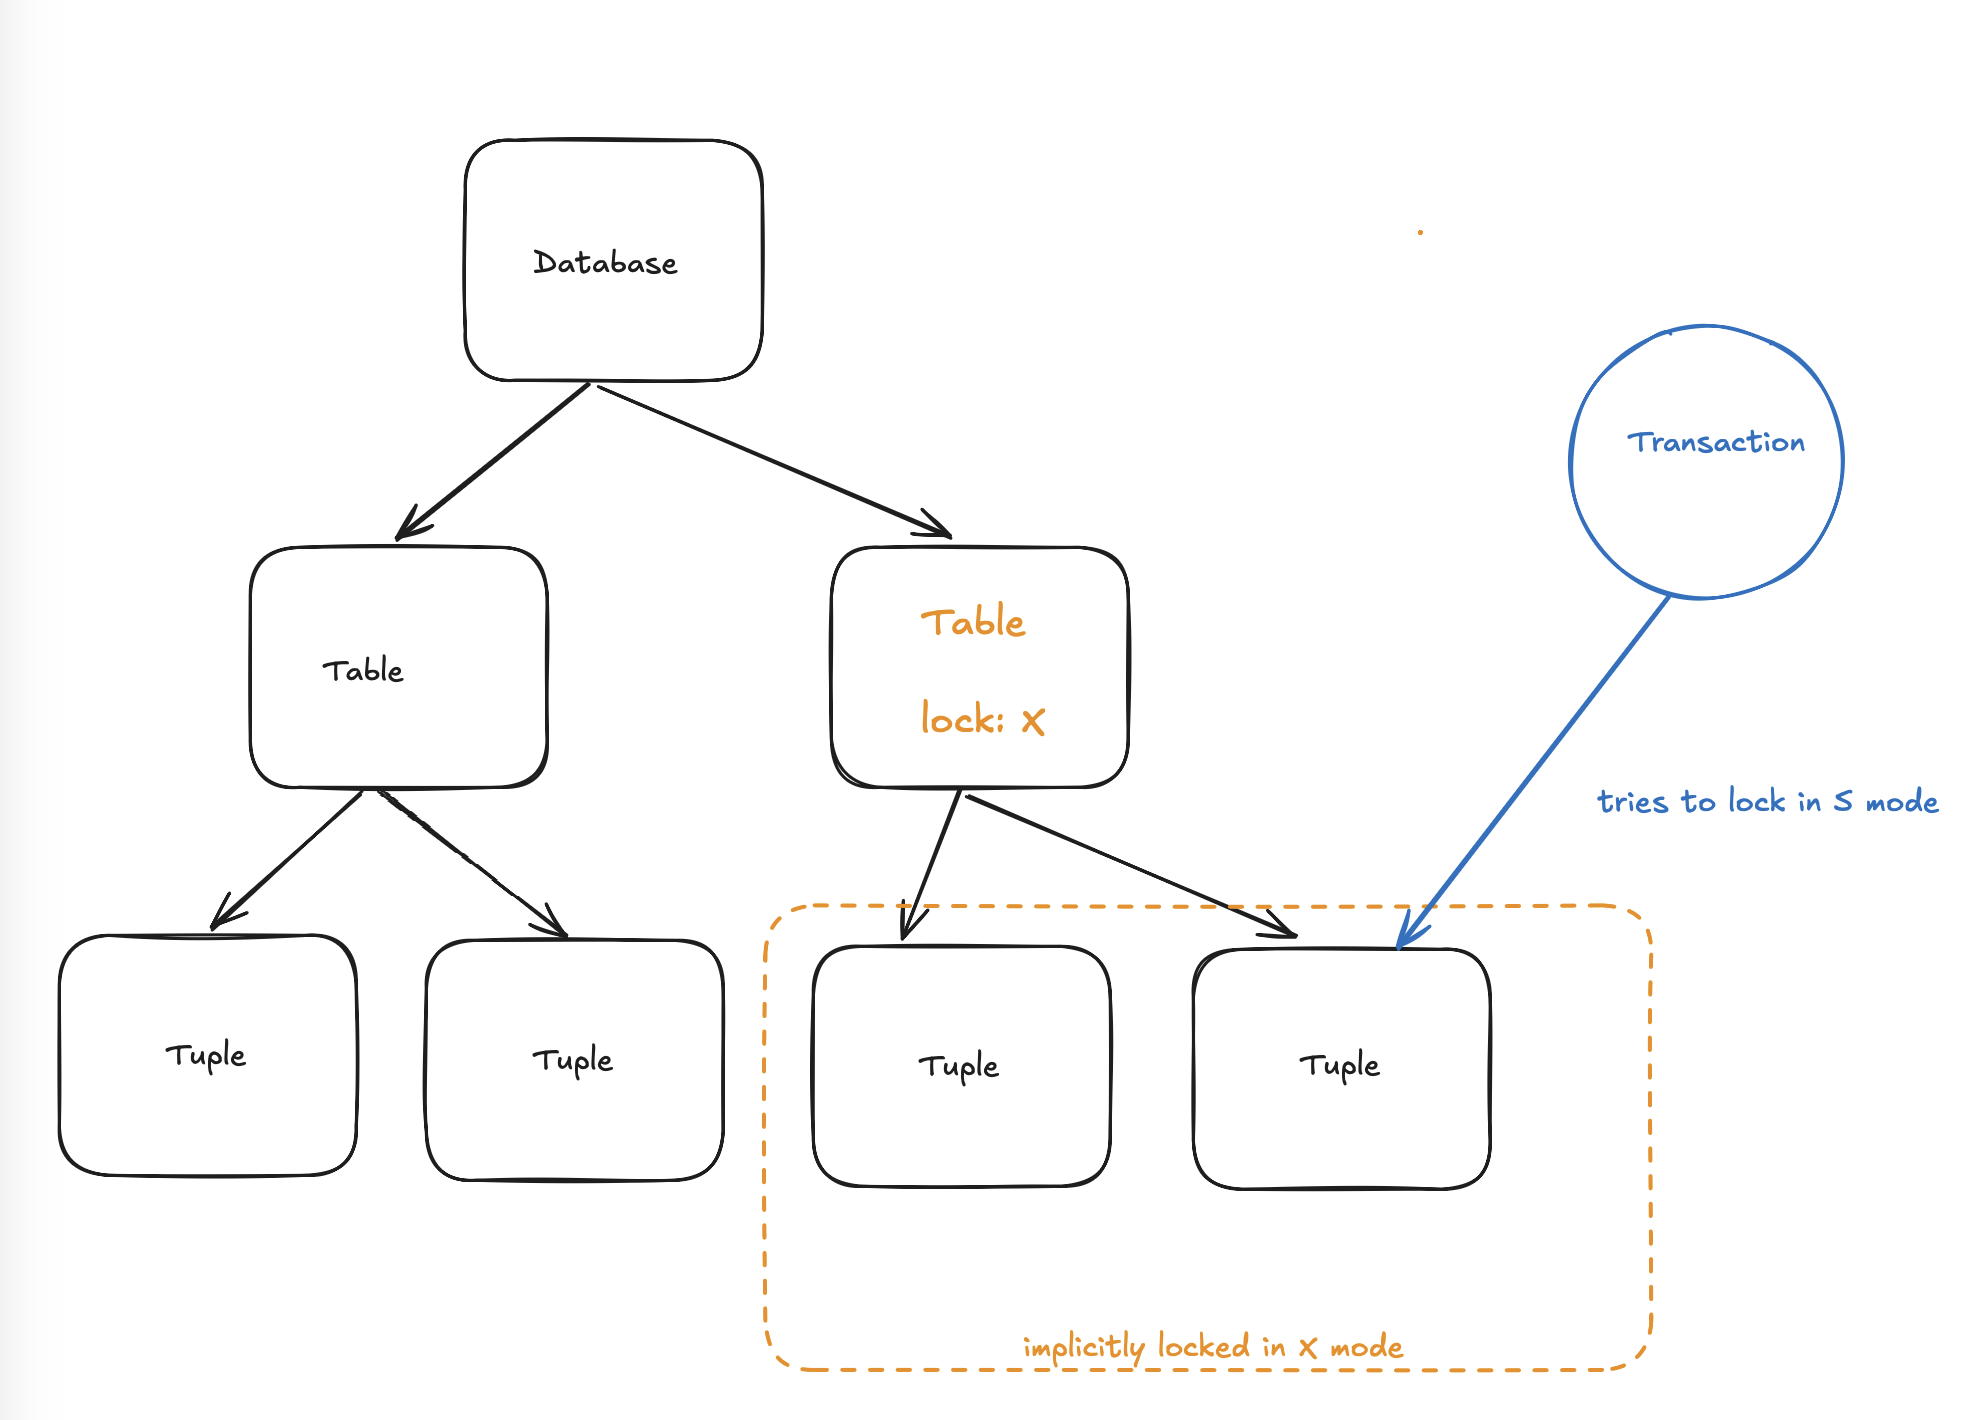 Database
Transaction
Table
Table
lock: X
tries to lock in S mode
Tuple
Tuple
Tuple
Tuple
implicitly locked in X mode